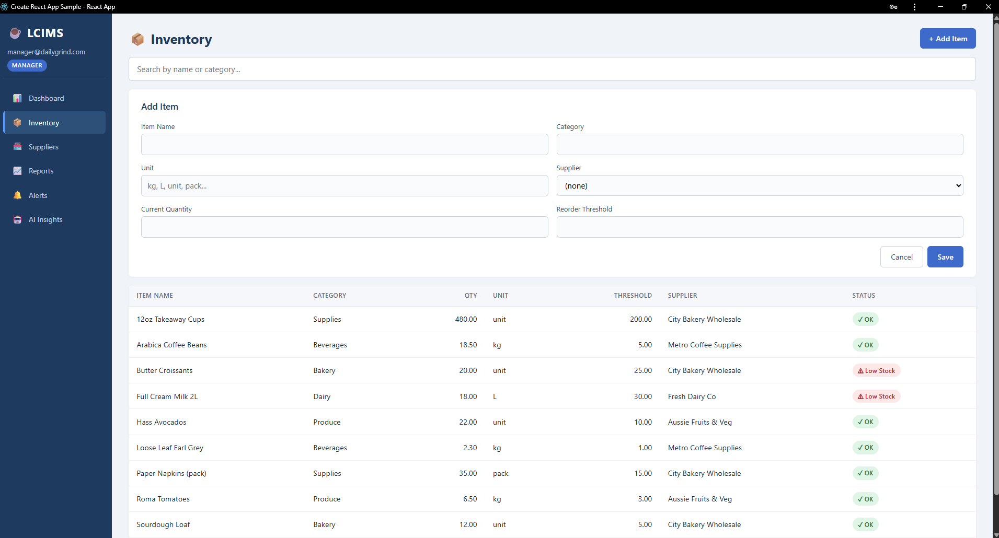 Create React App Sample - React App
LCIMS
manager@dailygrind.com
MANAGER
Dashboard
Inventory
Suppliers
Reports
Alerts
AI Insights
Inventory
+ Add Item
Search by name or category...
Add Item
Item Name
Category
Unit
Supplier
kg, L, unit, pack...
(none)
Current Quantity
Reorder Threshold
Cancel
Save
ITEM NAME CATEGORY QTY UNIT THRESHOLD SUPPLIER STATUS
12oz Takeaway Cups Supplies 480.00 unit 200.00 City Bakery Wholesale ✓ OK
Arabica Coffee Beans Beverages 18.50 kg 5.00 Metro Coffee Supplies ✓ OK
Butter Croissants Bakery 20.00 unit 25.00 City Bakery Wholesale ⚠ Low Stock
Full Cream Milk 2L Dairy 18.00 L 30.00 Fresh Dairy Co ⚠ Low Stock
Hass Avocados Produce 22.00 unit 10.00 Aussie Fruits & Veg ✓ OK
Loose Leaf Earl Grey Beverages 2.30 kg 1.00 Metro Coffee Supplies ✓ OK
Paper Napkins (pack) Supplies 35.00 pack 15.00 City Bakery Wholesale ✓ OK
Roma Tomatoes Produce 6.50 kg 3.00 Aussie Fruits & Veg ✓ OK
Sourdough Loaf Bakery 12.00 unit 5.00 City Bakery Wholesale ✓ OK